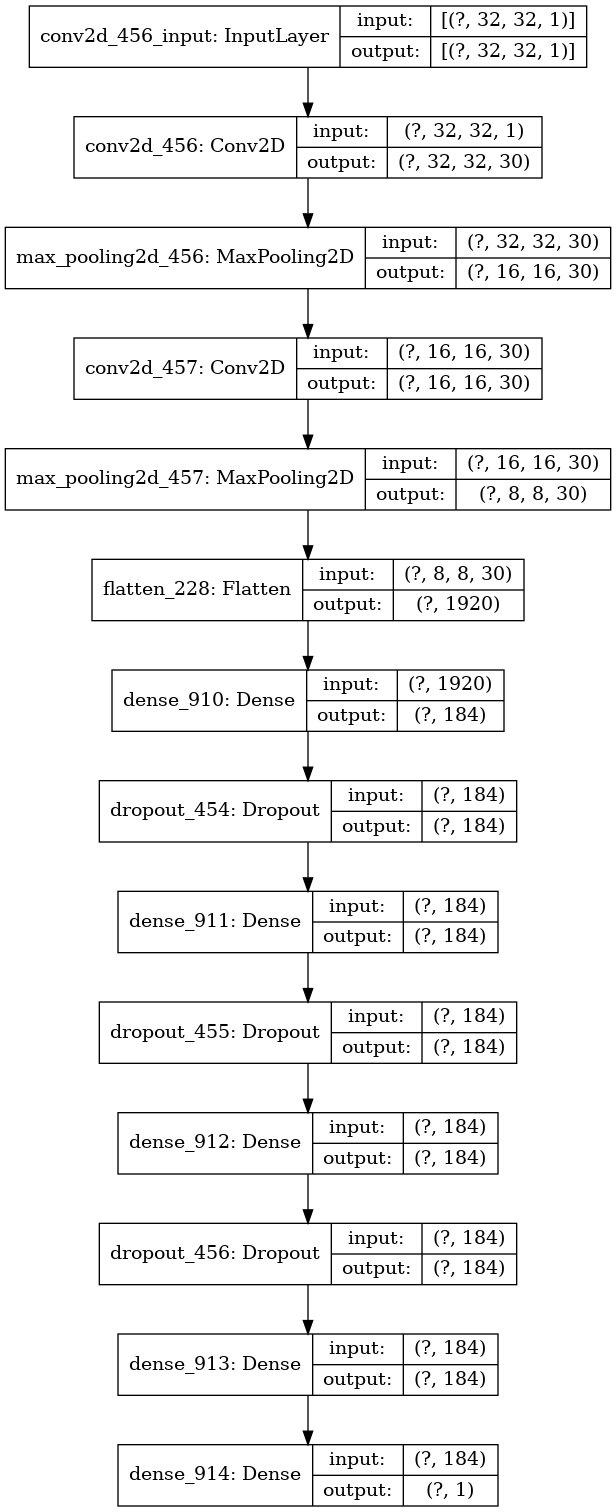 conv2d_456_input: InputLayer
input: [(?, 32, 32, 1)]
output: [(?, 32, 32, 1)]
conv2d_456: Conv2D
input: (?, 32, 32, 1)
output: (?, 32, 32, 30)
max_pooling2d_456: MaxPooling2D
input: (?, 32, 32, 30)
output: (?, 16, 16, 30)
conv2d_457: Conv2D
input: (?, 16, 16, 30)
output: (?, 16, 16, 30)
max_pooling2d_457: MaxPooling2D
input: (?, 16, 16, 30)
output: (?, 8, 8, 30)
flatten_228: Flatten
input: (?, 8, 8, 30)
output: (?, 1920)
dense_910: Dense
input: (?, 1920)
output: (?, 184)
dropout_454: Dropout
input: (?, 184)
output: (?, 184)
dense_911: Dense
input: (?, 184)
output: (?, 184)
dropout_455: Dropout
input: (?, 184)
output: (?, 184)
dense_912: Dense
input: (?, 184)
output: (?, 184)
dropout_456: Dropout
input: (?, 184)
output: (?, 184)
dense_913: Dense
input: (?, 184)
output: (?, 184)
dense_914: Dense
input: (?, 184)
output: (?, 1)